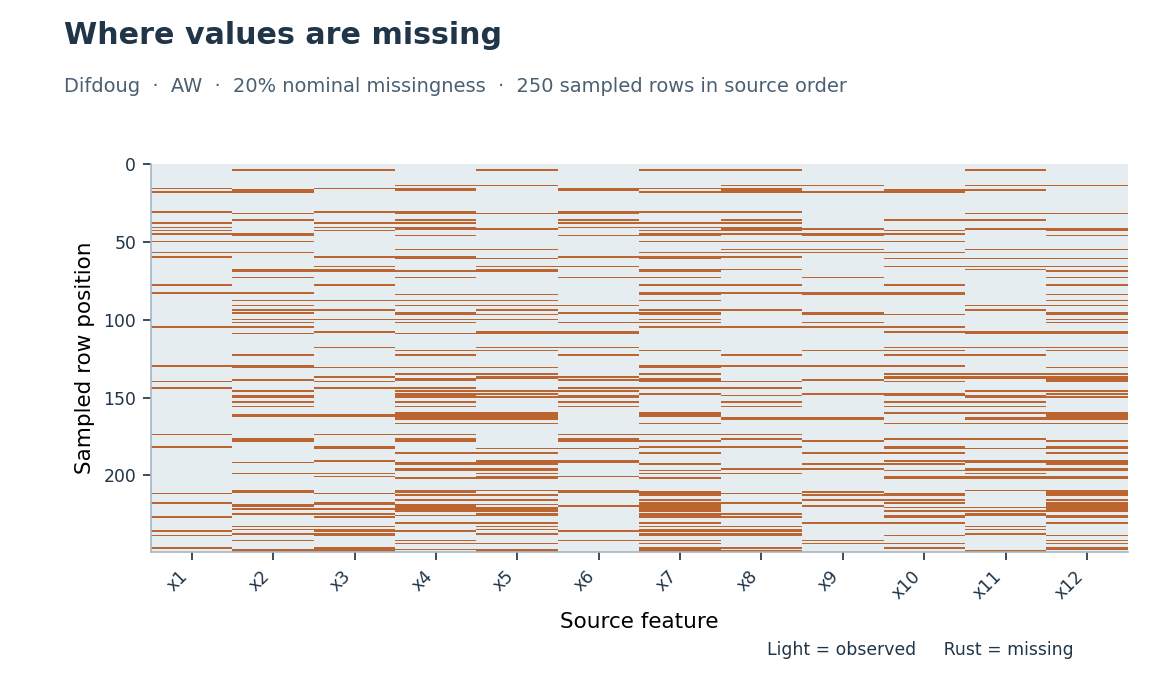 Where values are missing
Difdoug · AW · 20% nominal missingness · 250 sampled rows in source order
Sampled row position
0
50
100
150
200
x1 x2 x3 x4 x5 x6 x7 x8 x9 x10 x11 x12
Source feature
Light = observed Rust = missing